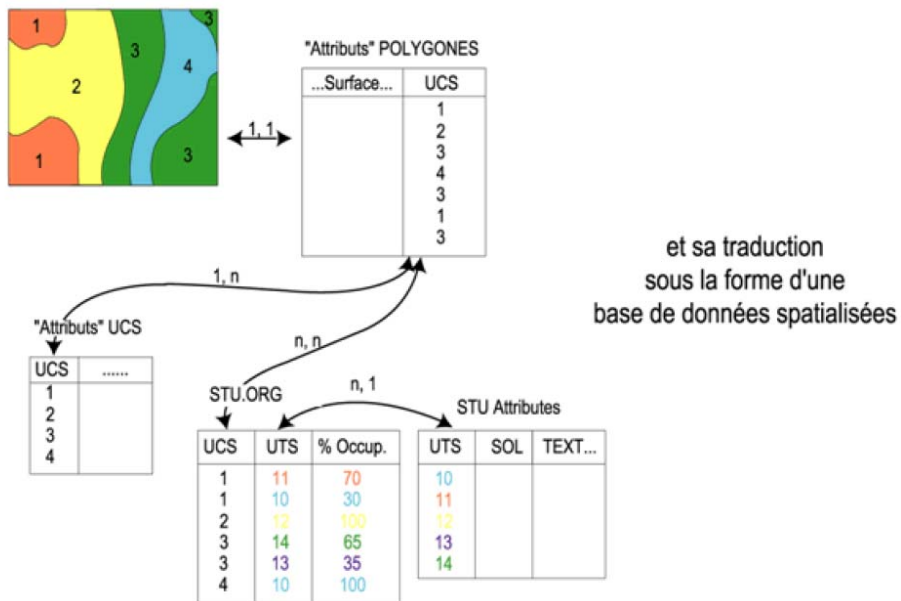 1
3
3
4
2
1
3
"Attributs" POLYGONES
...Surface... UCS
1
2
3
4
3
1
3
1, 1
et sa traduction
sous la forme d'une
base de données spatialisées
1, n
"Attributs" UCS
UCS ......
1
2
3
4
n, n
STU.ORG
n, 1
STU Attributes
UCS UTS % Occup.
1 11 70
1 10 30
2 12 100
3 14 65
3 13 35
4 10 100
UTS SOL TEXT...
10
11
12
13
14